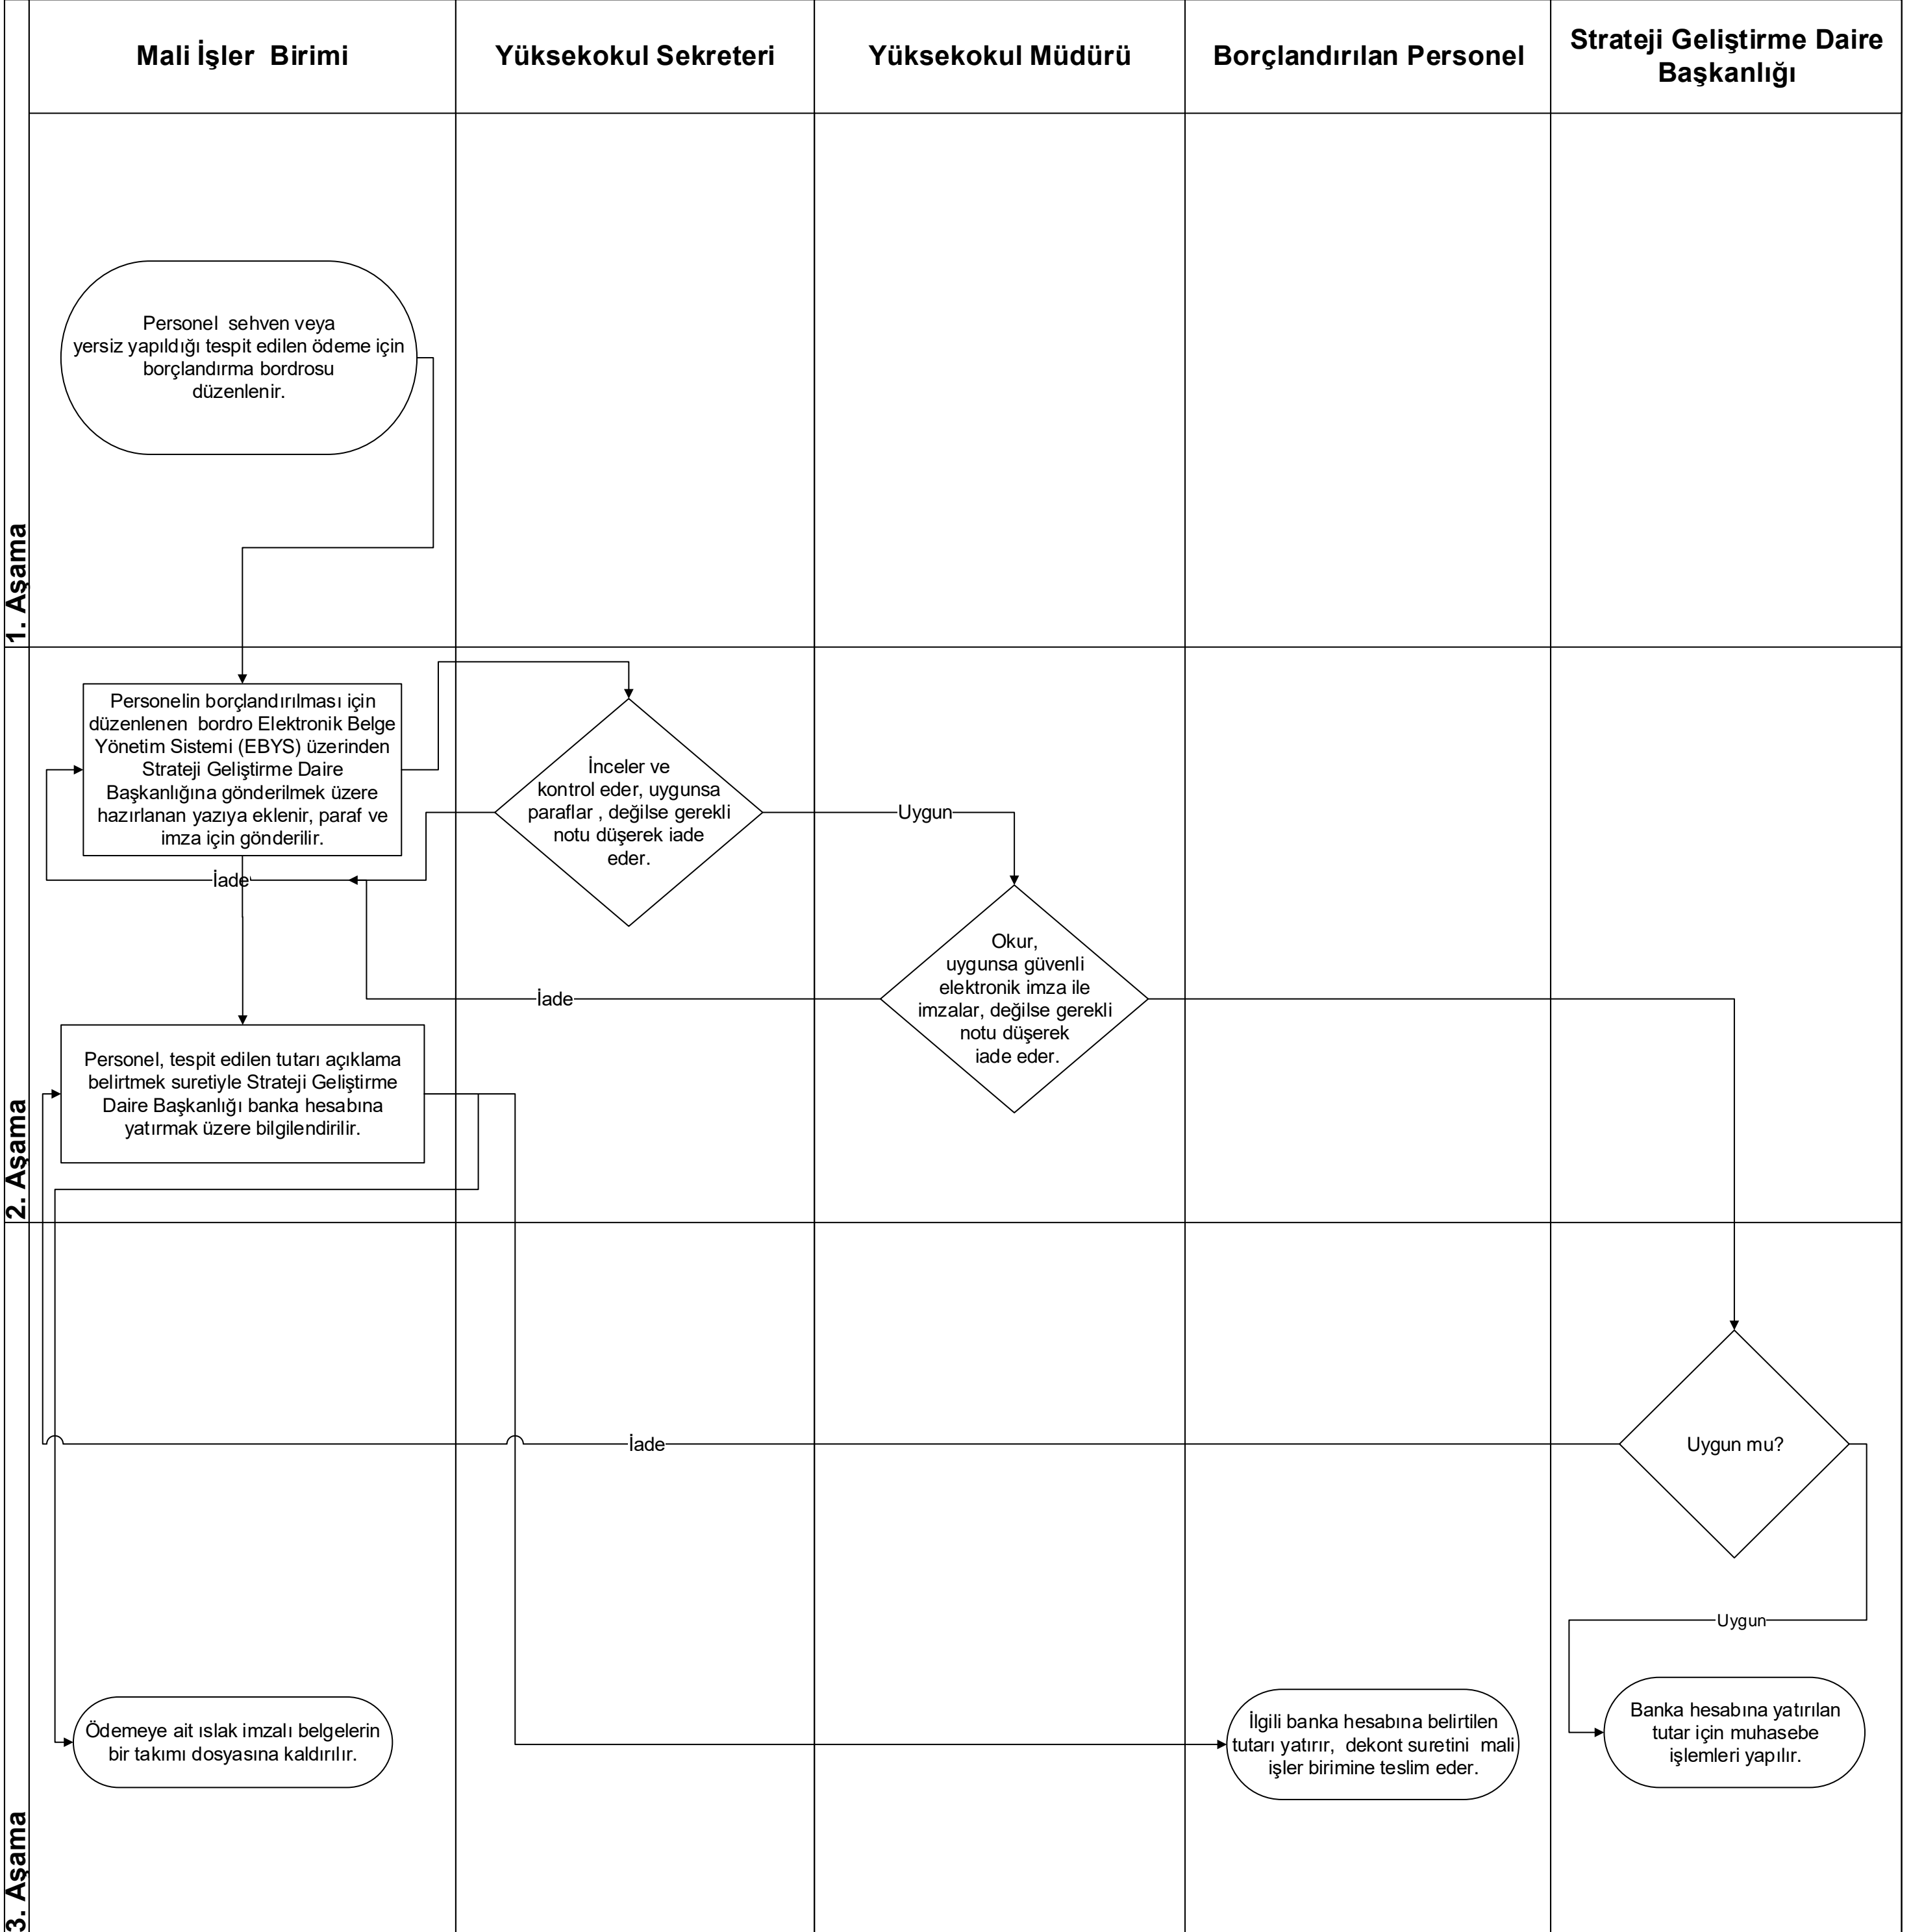 Mali İşler  Birimi
Yüksekokul Sekreteri
Yüksekokul Müdürü
Borçlandırılan Personel
Strateji Geliştirme Daire
Başkanlığı
1. Aşama
Personel  sehven veya
yersiz yapıldığı tespit edilen ödeme için
borçlandırma bordrosu
düzenlenir.
2. Aşama
Personelin borçlandırılması için
düzenlenen  bordro Elektronik Belge
Yönetim Sistemi (EBYS) üzerinden
Strateji Geliştirme Daire
Başkanlığına gönderilmek üzere
hazırlanan yazıya eklenir, paraf ve
imza için gönderilir.
İnceler ve
kontrol eder, uygunsa
paraflar , değilse gerekli
notu düşerek iade
eder.
Uygun
İade
Okur,
uygunsa güvenli
elektronik imza ile
imzalar, değilse gerekli
notu düşerek
iade eder.
İade
Personel, tespit edilen tutarı açıklama
belirtmek suretiyle Strateji Geliştirme
Daire Başkanlığı banka hesabına
yatırmak üzere bilgilendirilir.
3. Aşama
Uygun mu?
İade
Uygun
Ödemeye ait ıslak imzalı belgelerin
bir takımı dosyasına kaldırılır.
İlgili banka hesabına belirtilen
tutarı yatırır,  dekont suretini  mali
işler birimine teslim eder.
Banka hesabına yatırılan
tutar için muhasebe
işlemleri yapılır.